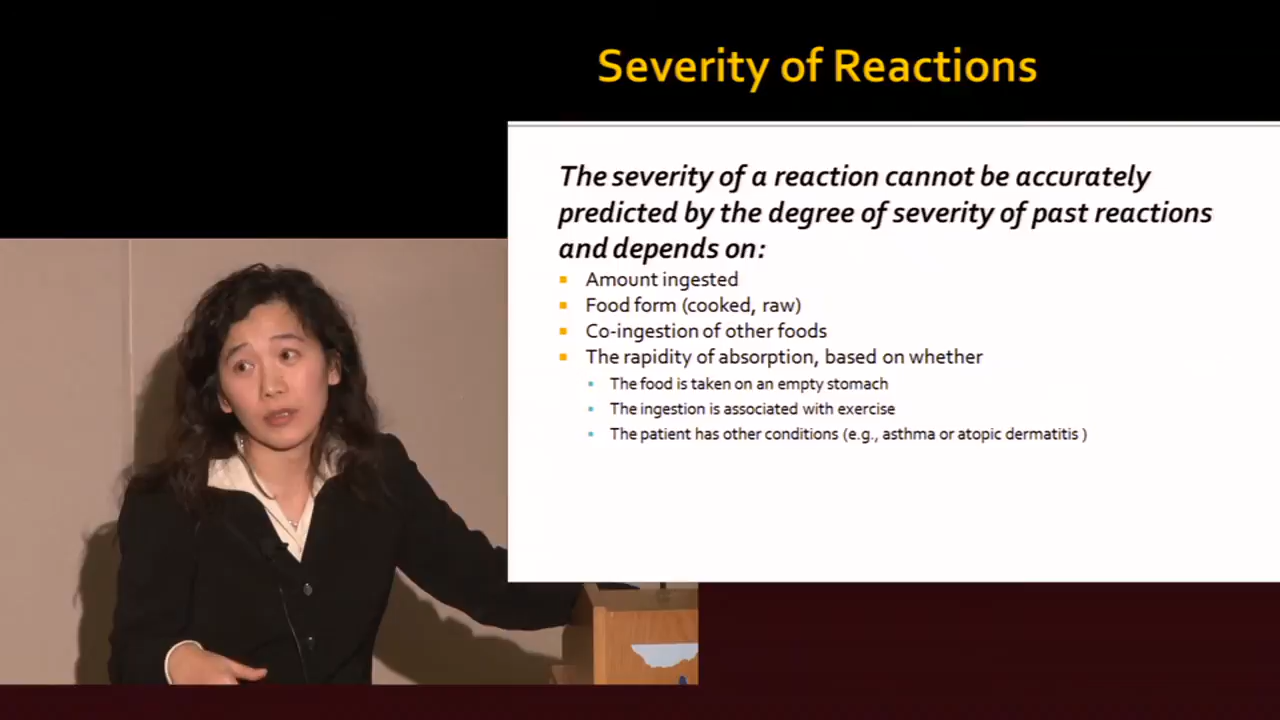 Severity of Reactions
The severity of a reaction cannot be accurately
predicted by the degree of severity of past reactions
and depends on:
Amount ingested
Food form (cooked, raw)
Co-ingestion of other foods
The rapidity of absorption, based on whether
The food is taken on an empty stomach
The ingestion is associated with exercise
The patient has other conditions (e.g., asthma or atopic dermatitis )